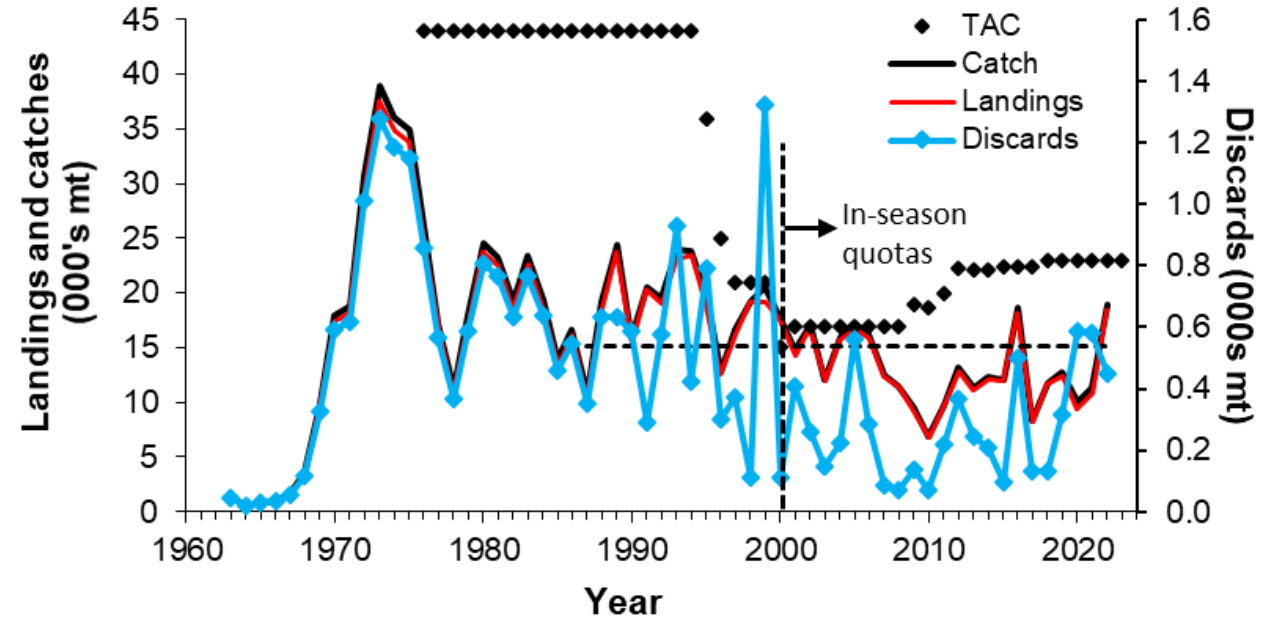 Landings and catches
(000's mt)
45
40
35
30
25
20
15
10
5
0
TAC
Catch
Landings
Discards
In-season
quotas
1.6
1.4
1.2
1.0
0.8
0.6
0.4
0.2
0.0
Discards (000s mt)
1960 1970 1980 1990 2000 2010 2020
Year